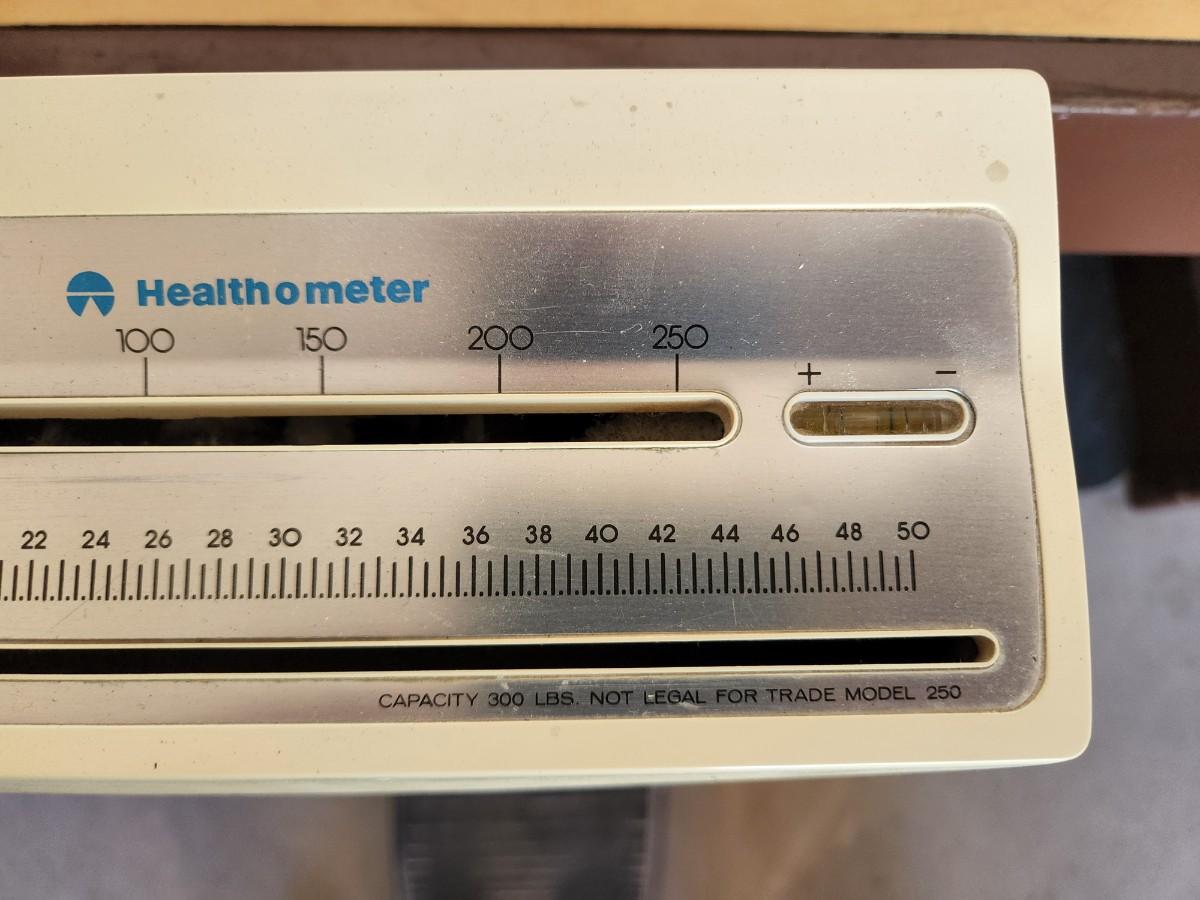 Healthometer
100 150 200 250
+ −
22 24 26 28 30 32 34 36 38 40 42 44 46 48 50
CAPACITY 300 LBS. NOT LEGAL FOR TRADE MODEL 250